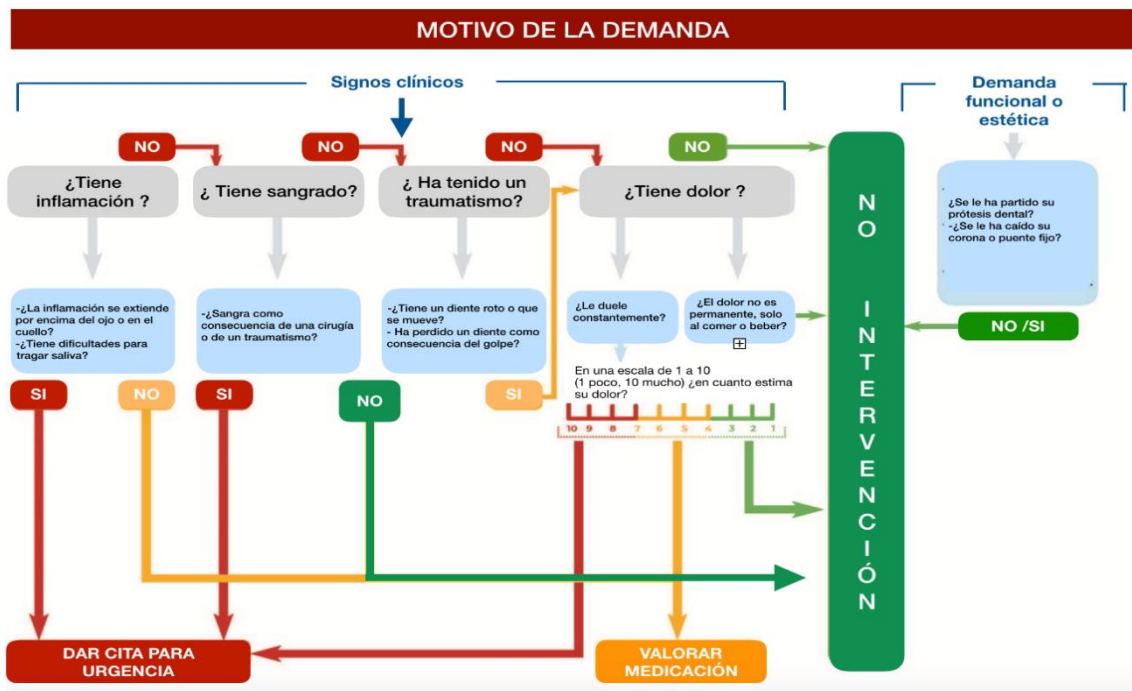 MOTIVO DE LA DEMANDA
Signos clínicos
Demanda
funcional o
estética
NO
NO
NO
NO
¿Tiene
inflamación ?
¿ Tiene sangrado?
¿ Ha tenido un
traumatismo?
¿Tiene dolor ?
-¿La inflamación se extiende
por encima del ojo o en el
cuello?
-¿Tiene dificultades para
tragar saliva?
-¿Sangra como
consecuencia de una cirugía
o de un traumatismo?
-¿Tiene un diente roto o que
se mueve?
- Ha perdido un diente como
consecuencia del golpe?
¿Le duele
constantemente?
¿El dolor no es
permanente, solo
al comer o beber?
¿Se le ha partido su
prótesis dental?
-¿Se le ha caído su
corona o puente fijo?
NO /SI
SI
NO
SI
NO
SI
En una escala de 1 a 10
(1 poco, 10 mucho) ¿en cuanto estima
su dolor?
10 9 8 7 6 5 4 3 2 1
NO INTERVENCIÓN
DAR CITA PARA
URGENCIA
VALORAR
MEDICACIÓN